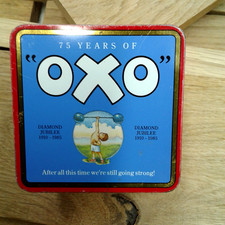 75 YEARS OF
"OXO"
DIAMOND
JUBILEE
1910 - 1985
DIAMOND
JUBILEE
1910 - 1985
After all this time we're still going strong!